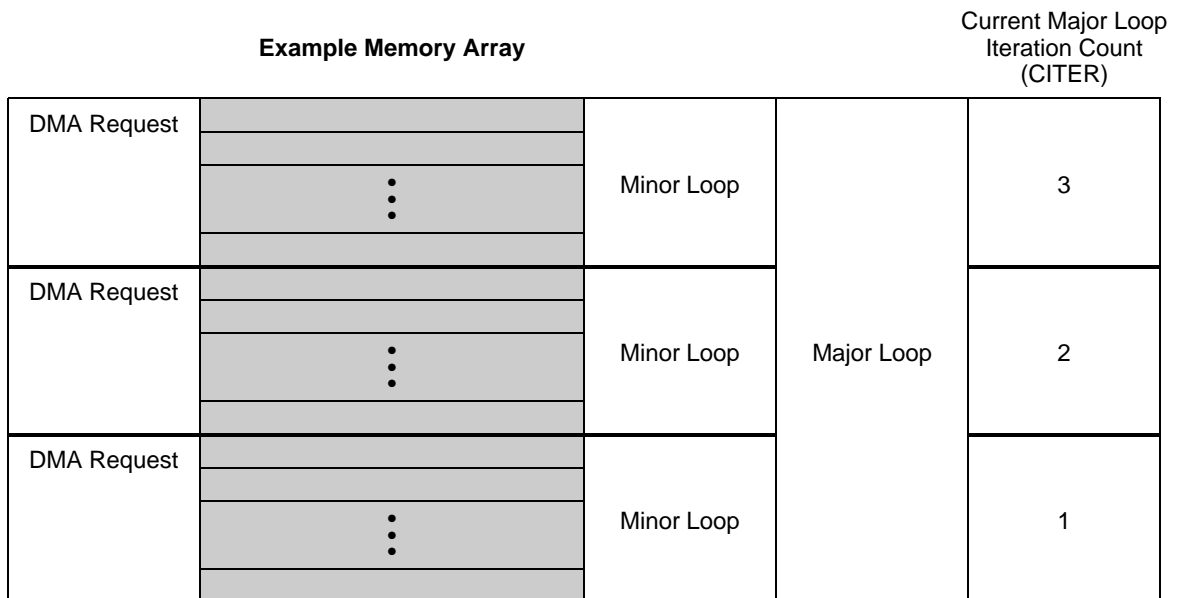 Current Major Loop
Iteration Count
(CITER)
Example Memory Array
DMA Request
Minor Loop
3
DMA Request
Minor Loop
Major Loop
2
DMA Request
Minor Loop
1